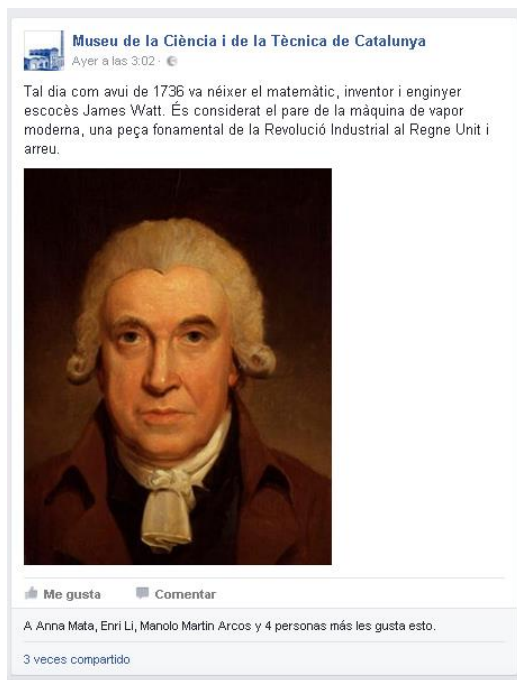 Museu de la Ciència i de la Tècnica de Catalunya
Ayer a las 3:02 ·
Tal dia com avui de 1736 va néixer el matemàtic, inventor i enginyer
escocès James Watt. És considerat el pare de la màquina de vapor
moderna, una peça fonamental de la Revolució Industrial al Regne Unit i
arreu.
Me gusta Comentar
A Anna Mata, Enri Li, Manolo Martin Arcos y 4 personas más les gusta esto.
3 veces compartido